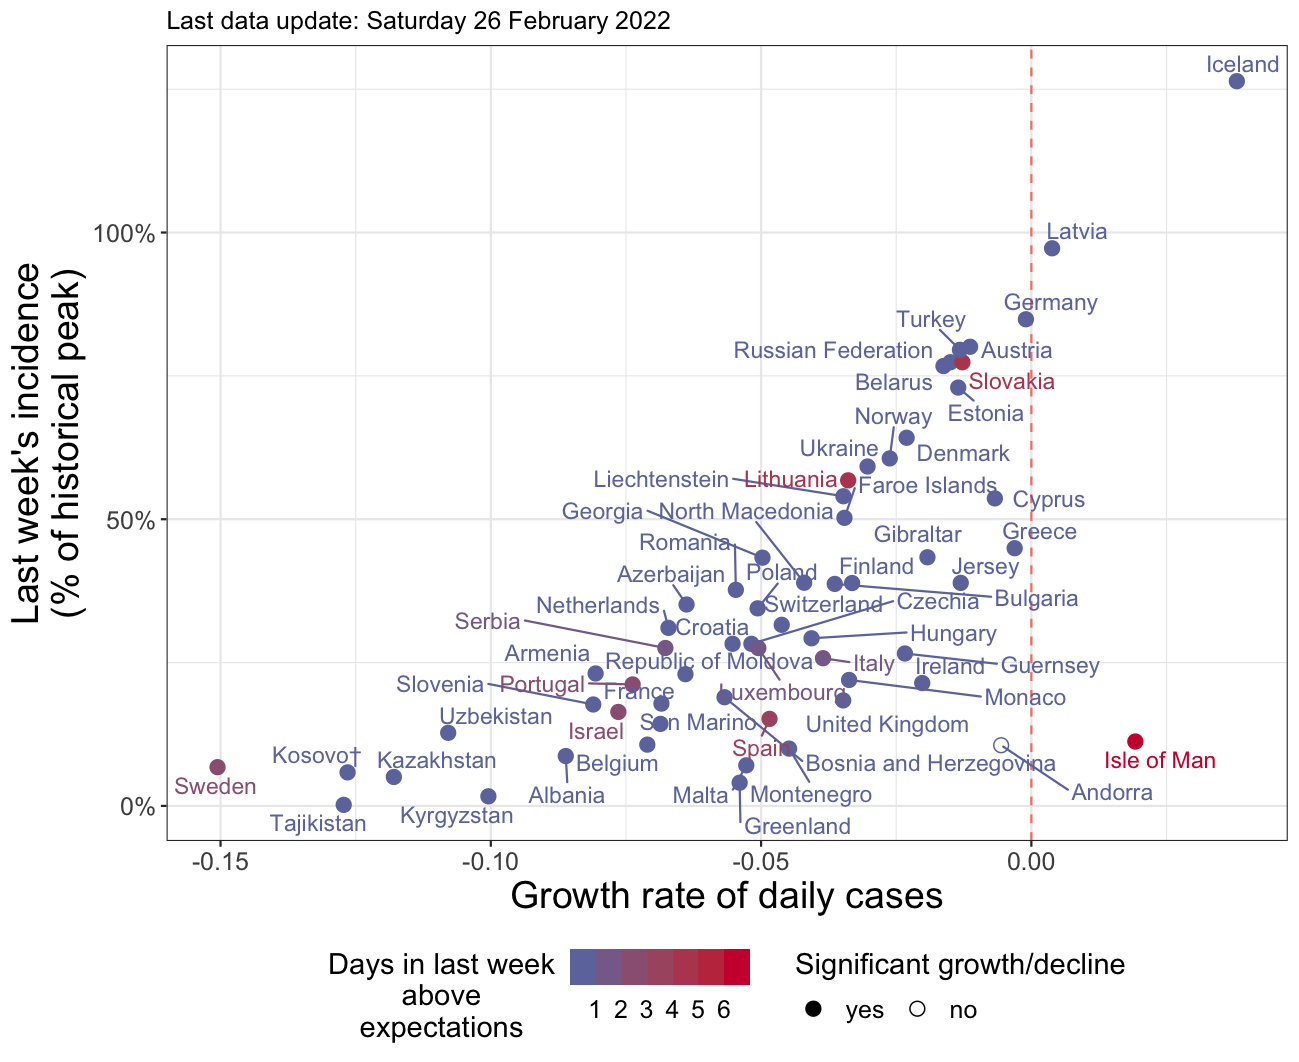 Last data update: Saturday 26 February 2022
Last week's incidence
(% of historical peak)
100%
50%
0%
Iceland
Latvia
Germany
Turkey
Russian Federation
Austria
Belarus
Slovakia
Estonia
Norway
Ukraine
Denmark
Liechtenstein
Lithuania
Faroe Islands
Cyprus
Georgia
North Macedonia
Gibraltar
Greece
Romania
Azerbaijan
Poland
Finland
Jersey
Netherlands
Switzerland
Czechia
Bulgaria
Serbia
Croatia
Hungary
Armenia
Republic of Moldova
Italy
Ireland
Guernsey
Slovenia
Portugal
France
Luxembourg
Monaco
Uzbekistan
Israel
San Marino
United Kingdom
Kosovo†
Kazakhstan
Belgium
Spain
Bosnia and Herzegovina
Isle of Man
Sweden
Albania
Malta
Montenegro
Andorra
Tajikistan
Kyrgyzstan
Greenland
-0.15
-0.10
-0.05
0.00
Growth rate of daily cases
Days in last week
above
expectations
1 2 3 4 5 6
Significant growth/decline
yes
no